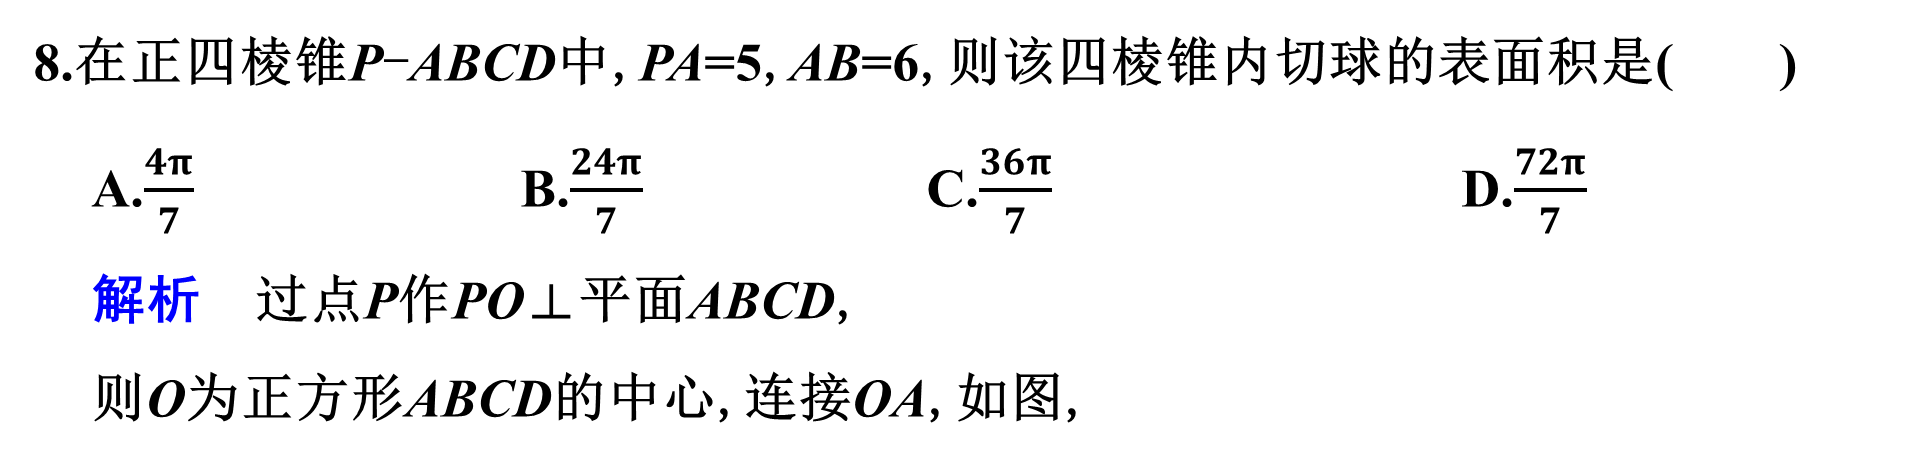 8.在正四棱锥P-ABCD中, PA=5, AB=6, 则该四棱锥内切球的表面积是(　　)
A.4π/7 B.24π/7 C.36π/7 D.72π/7
解析 过点P作PO⊥平面ABCD,
则O为正方形ABCD的中心, 连接OA, 如图,